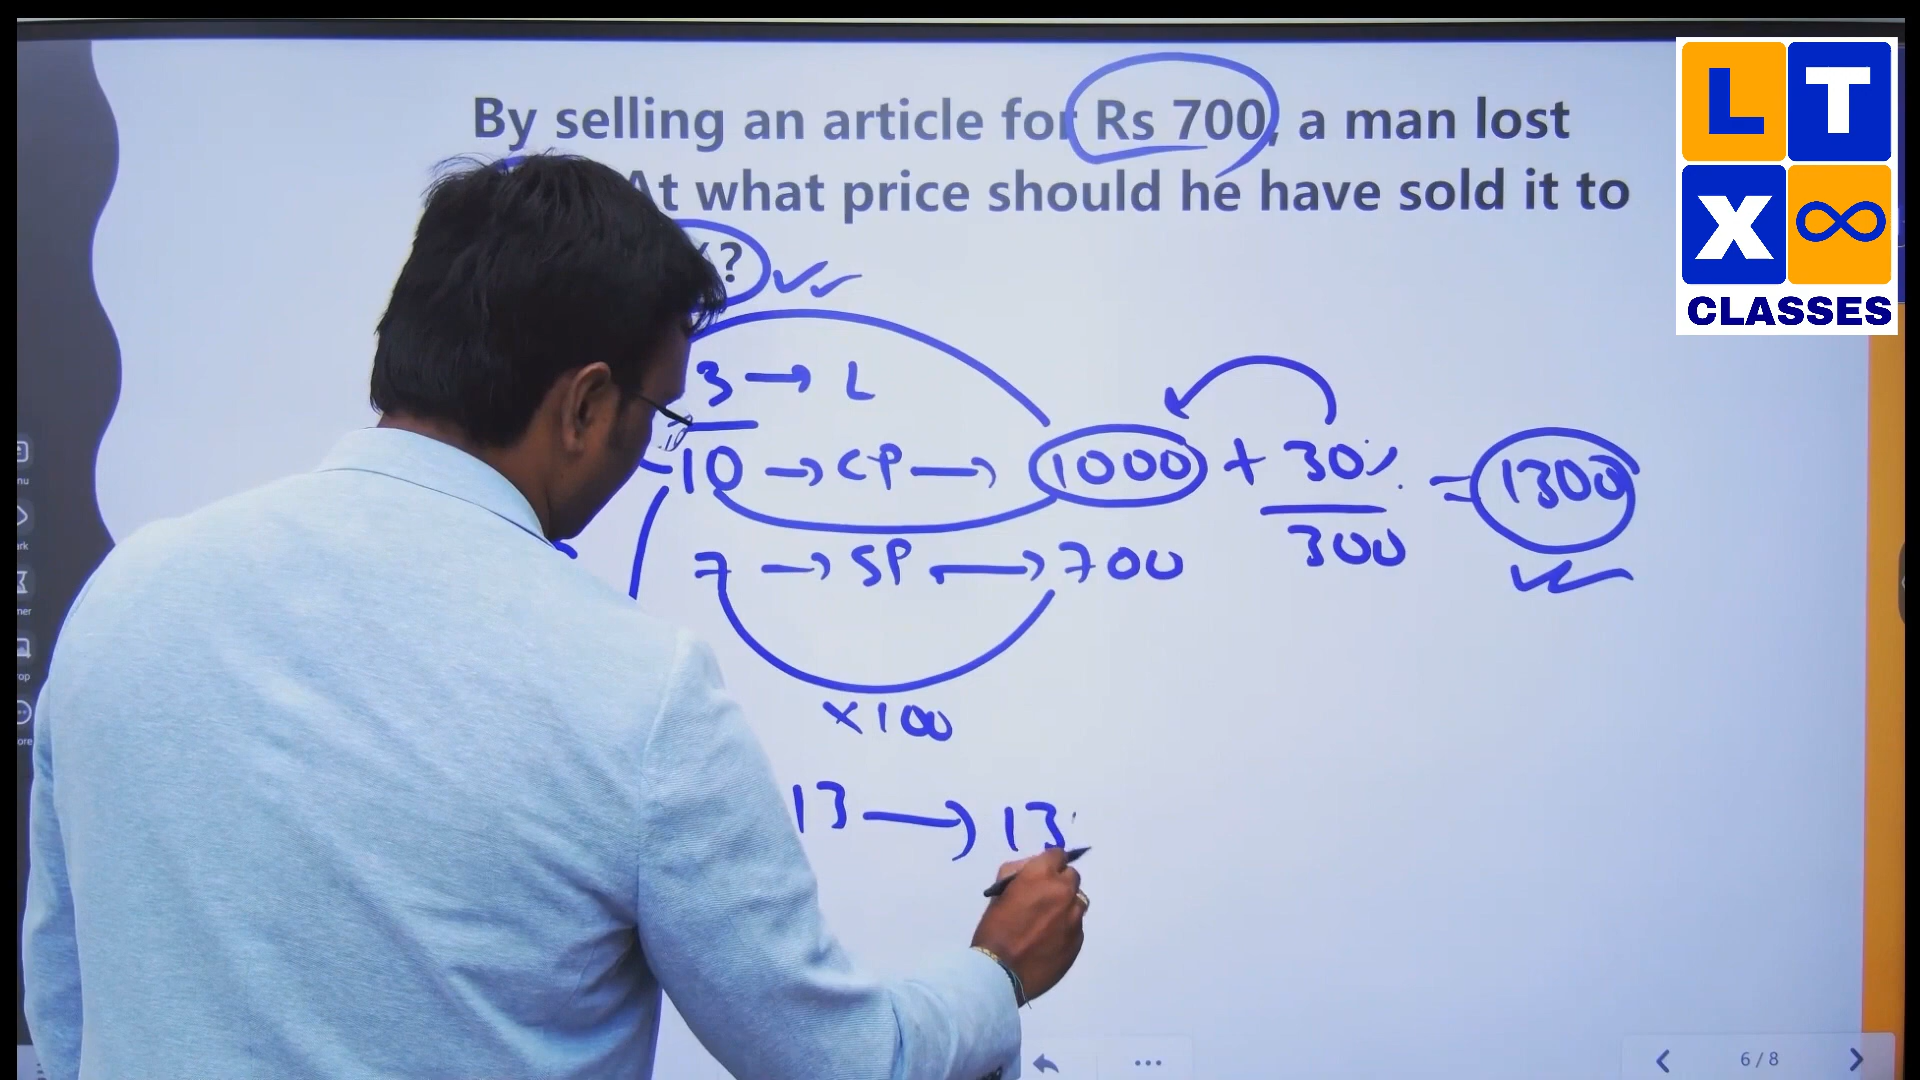 By selling an article for Rs 700, a man lost
At what price should he have sold it to
?
3 → L
10 → CP → 1000 + 30% = 1300
300
7 → SP → 700
×100
13 → 13
L T
X ∞
CLASSES
6 / 8